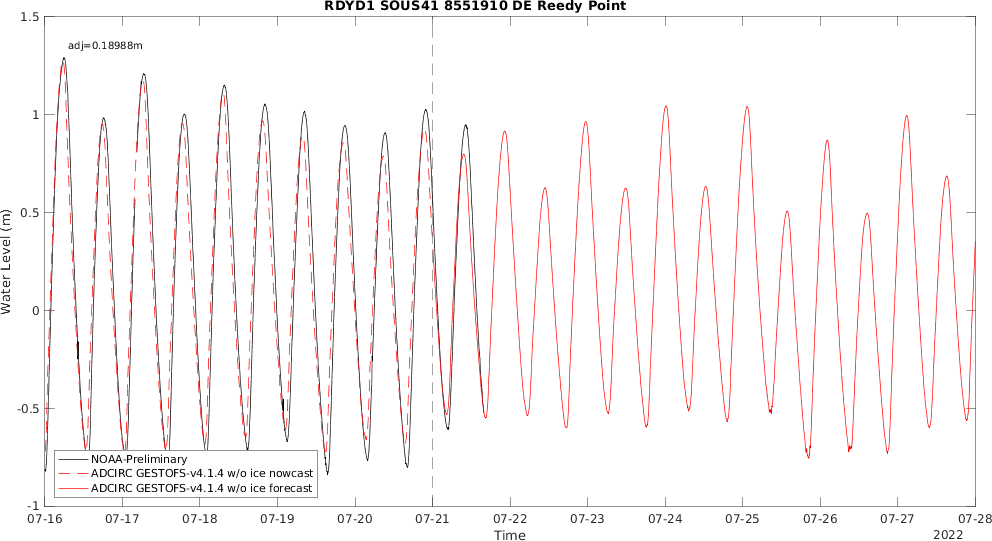 RDYD1 SOUS41 8551910 DE Reedy Point
adj=0.18988m
1.5
1
0.5
0
-0.5
-1
Water Level (m)
NOAA-Preliminary
ADCIRC GESTOFS-v4.1.4 w/o ice nowcast
ADCIRC GESTOFS-v4.1.4 w/o ice forecast
07-16 07-17 07-18 07-19 07-20 07-21 07-22 07-23 07-24 07-25 07-26 07-27 07-28
Time
2022